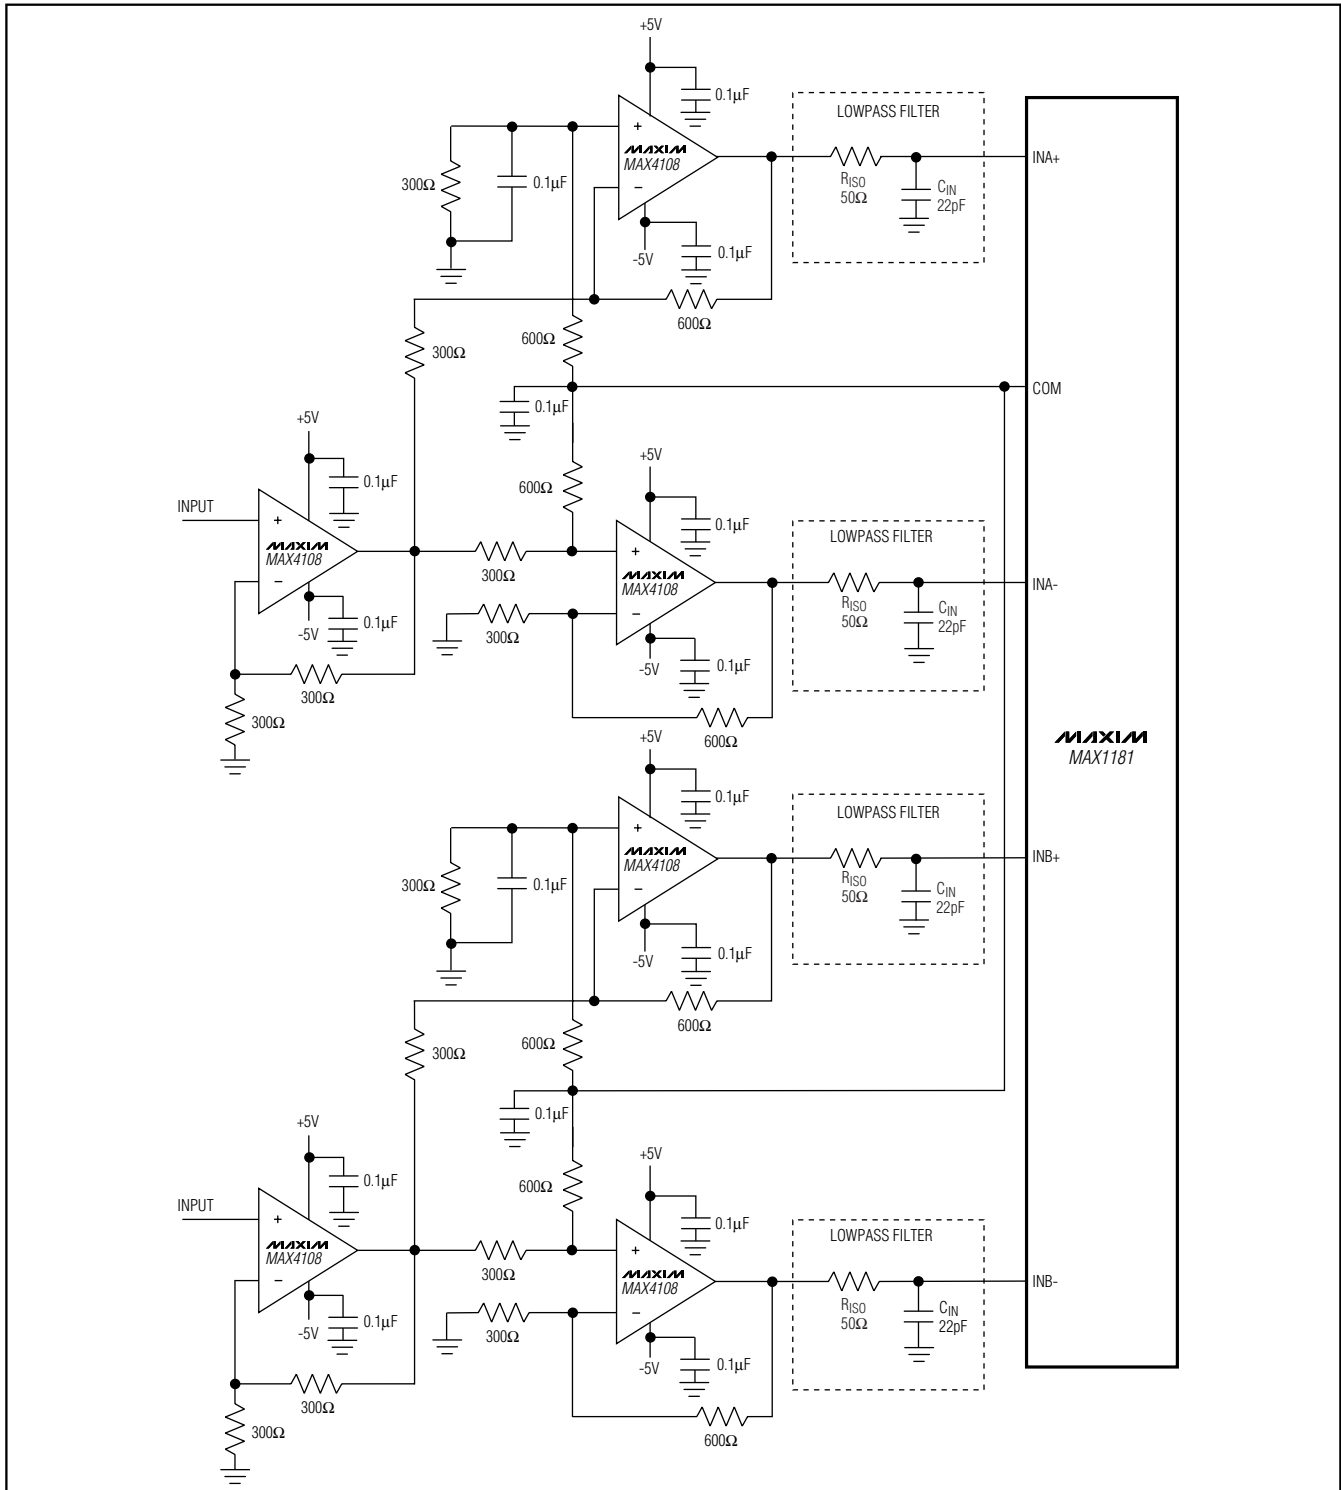 +5V
0.1µF
LOWPASS FILTER
+
MAXIM
MAX4108
INA+
300Ω
0.1µF
−
RISO
50Ω
CIN
22pF
-5V
0.1µF
600Ω
300Ω
600Ω
COM
0.1µF
+5V
+5V
0.1µF
600Ω
INPUT
0.1µF
LOWPASS FILTER
+
MAXIM
MAX4108
+
MAXIM
MAX4108
300Ω
INA-
−
−
RISO
50Ω
CIN
22pF
-5V
0.1µF
300Ω
-5V
0.1µF
300Ω
300Ω
600Ω
+5V
MAXIM
MAX1181
0.1µF
LOWPASS FILTER
+
MAXIM
MAX4108
INB+
300Ω
0.1µF
−
RISO
50Ω
CIN
22pF
-5V
0.1µF
600Ω
300Ω
600Ω
0.1µF
+5V
+5V
0.1µF
600Ω
INPUT
0.1µF
LOWPASS FILTER
+
MAXIM
MAX4108
+
MAXIM
MAX4108
300Ω
INB-
−
−
RISO
50Ω
CIN
22pF
-5V
0.1µF
300Ω
-5V
0.1µF
300Ω
300Ω
600Ω